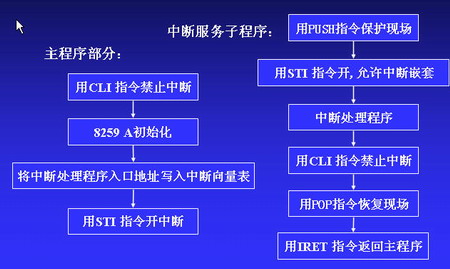 主程序部分:
用CLI 指令禁止中断
8259 A初始化
将中断处理程序入口地址写入中断向量表
用STI 指令开中断
中断服务子程序:
用PUSH指令保护现场
用STI 指令开, 允许中断嵌套
中断处理程序
用CLI 指令禁止中断
用POP指令恢复现场
用IRET 指令返回主程序